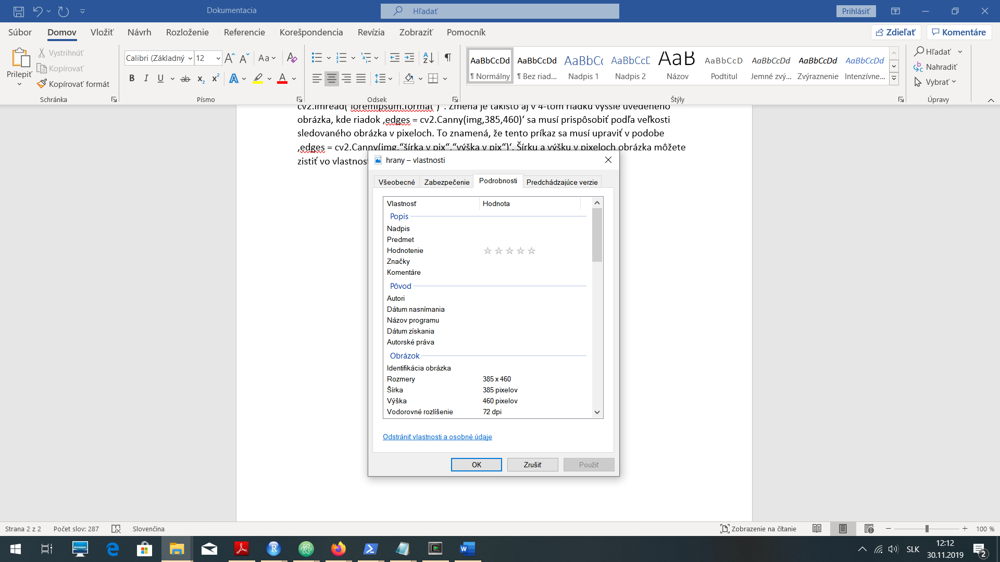 Dokumentacia
Hľadať
Prihlásiť
Súbor Domov Vložiť Návrh Rozloženie Referencie Korešpondencia Revízia Zobraziť Pomocník
Zdieľať Komentáre
Prilepiť
Vystrihnúť
Kopírovať
Kopírovať formát
Schránka
Calibri (Základný 12
Písmo
Odsek
AaBbCcDd AaBbCcDd AaBbCc AaBbCcD AaB AaBbCcD AaBbCcDd AaBbCcDd AaBbCcDd
¶ Normálny ¶ Bez riad... Nadpis 1 Nadpis 2 Názov Podtitul Jemné zvý... Zvýraznenie Intenzívne...
Štýly
Hľadať
Nahradiť
Vybrať
Úpravy
cv2.imread("loremipsum.format")". Zmena je takisto aj v 4-tom riadku vyššie uvedeného
obrázka, kde riadok ‚edges = cv2.Canny(img,385,460)‘ sa musí prispôsobiť podľa veľkosti
sledovaného obrázka v pixeloch. To znamená, že tento príkaz sa musí upraviť v podobe
‚edges = cv2.Canny(img,“šírka v pix“,“výška v pix“)‘. Šírku a výšku v pixeloch obrázka môžete
zistiť vo vlastnost
hrany – vlastnosti
Všeobecné Zabezpečenie Podrobnosti Predchádzajúce verzie
Vlastnosť Hodnota
Popis
Nadpis
Predmet
Hodnotenie
Značky
Komentáre
Pôvod
Autori
Dátum nasnímania
Názov programu
Dátum získania
Autorské práva
Obrázok
Identifikácia obrázka
Rozmery 385 x 460
Šírka 385 pixelov
Výška 460 pixelov
Vodorovné rozlíšenie 72 dpi
Odstrániť vlastnosti a osobné údaje
OK Zrušiť Použiť
Strana 2 z 2 Počet slov: 287 Slovenčina
Zobrazenie na čítanie
100 %
SLK
12:12
30.11.2019
2